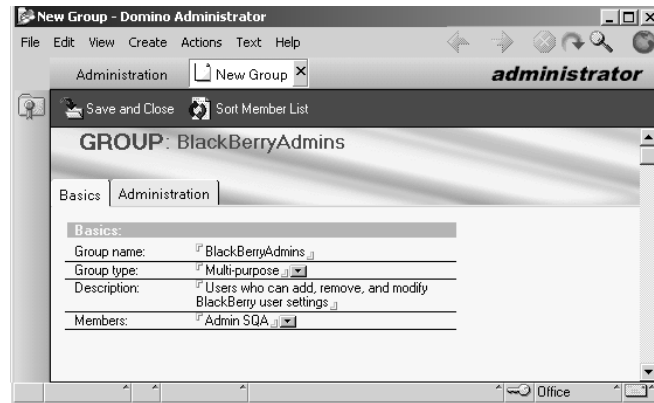 New Group - Domino Administrator
File Edit View Create Actions Text Help
Administration New Group
administrator
Save and Close Sort Member List
GROUP: BlackBerryAdmins
Basics Administration
Basics:
Group name: BlackBerryAdmins
Group type: Multi-purpose
Description: Users who can add, remove, and modify
BlackBerry user settings
Members: Admin SQA
Office